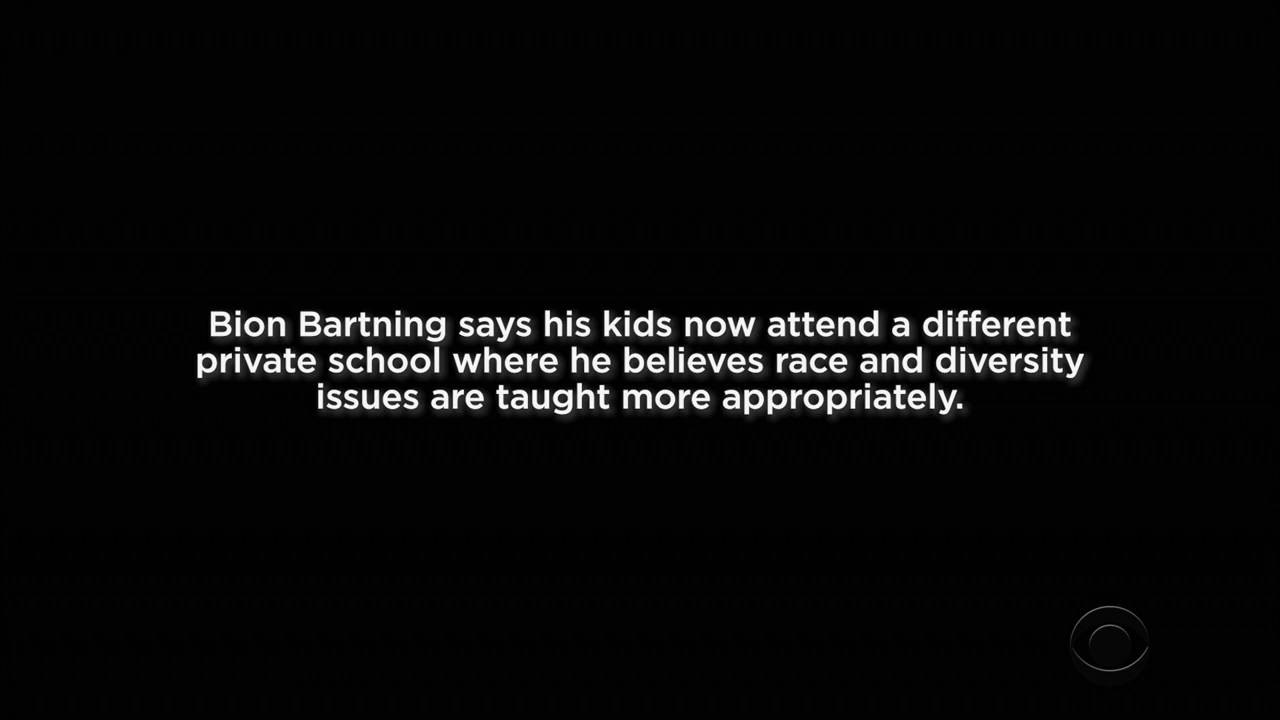 Bion Bartning says his kids now attend a different
private school where he believes race and diversity
issues are taught more appropriately.